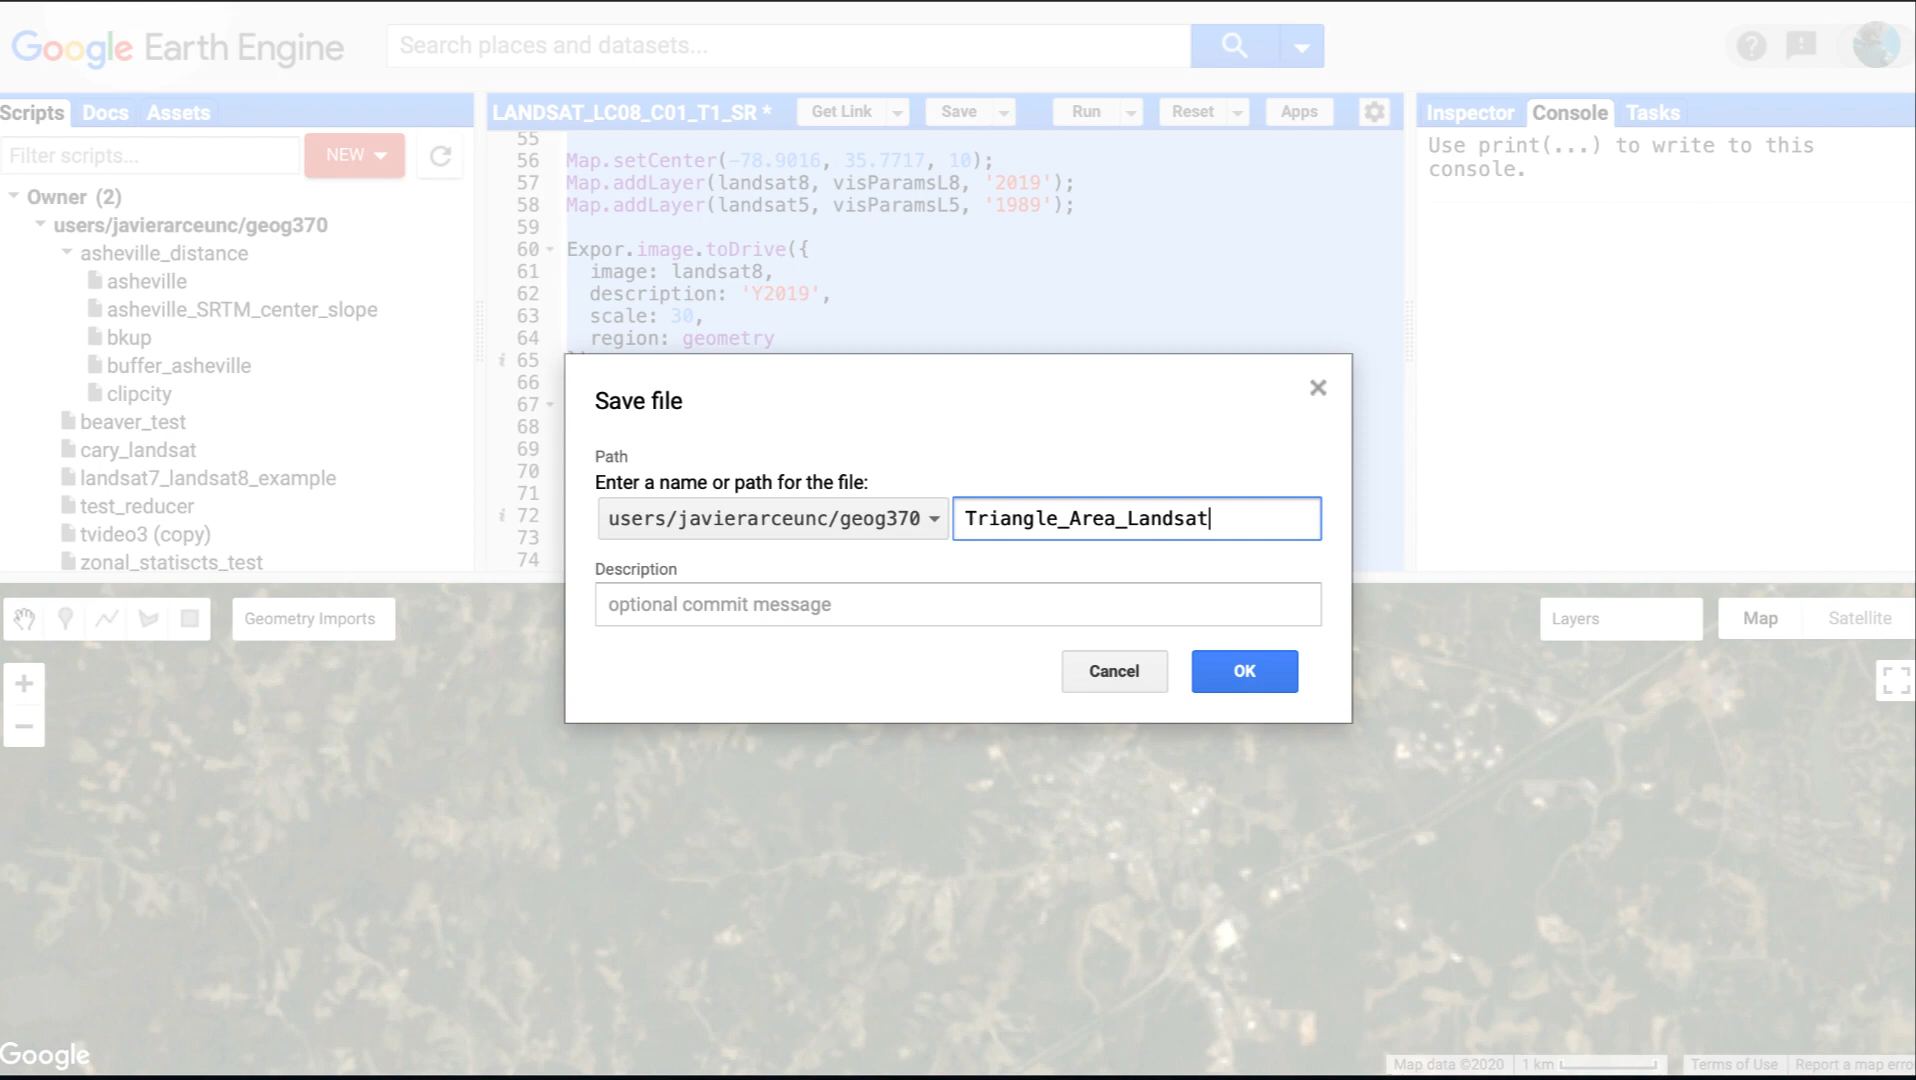 Google Earth Engine
Search places and datasets...
Scripts Docs Assets
Filter scripts...
NEW
Owner (2)
users/javierarceunc/geog370
asheville_distance
asheville
asheville_SRTM_center_slope
bkup
buffer_asheville
clipcity
beaver_test
cary_landsat
landsat7_landsat8_example
test_reducer
tvideo3 (copy)
zonal_statiscts_test
LANDSAT_LC08_C01_T1_SR *
Get Link Save Run Reset Apps
55
56 Map.setCenter(-78.9016, 35.7717, 10);
57 Map.addLayer(landsat8, visParamsL8, '2019');
58 Map.addLayer(landsat5, visParamsL5, '1989');
59
60 Expor.image.toDrive({
61 image: landsat8,
62 description: 'Y2019',
63 scale: 30,
64 region: geometry
i 65
66
67
68
69
70
71
i 72
73
74
Inspector Console Tasks
Use print(...) to write to this
console.
Save file
Path
Enter a name or path for the file:
users/javierarceunc/geog370 Triangle_Area_Landsat
Description
optional commit message
Cancel OK
Geometry Imports
Layers
Map Satellite
+
−
Google
Map data ©2020 1 km Terms of Use Report a map erro